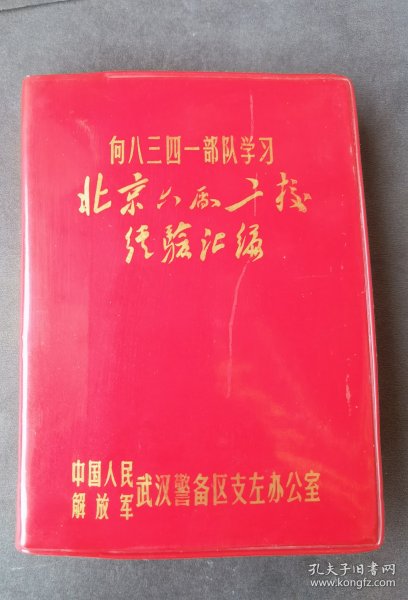 向八三四一部队学习
北京六厂二校
经验汇编
中国人民
解放军
武汉警备区支左办公室
孔夫子旧书网
www.kongfz.com